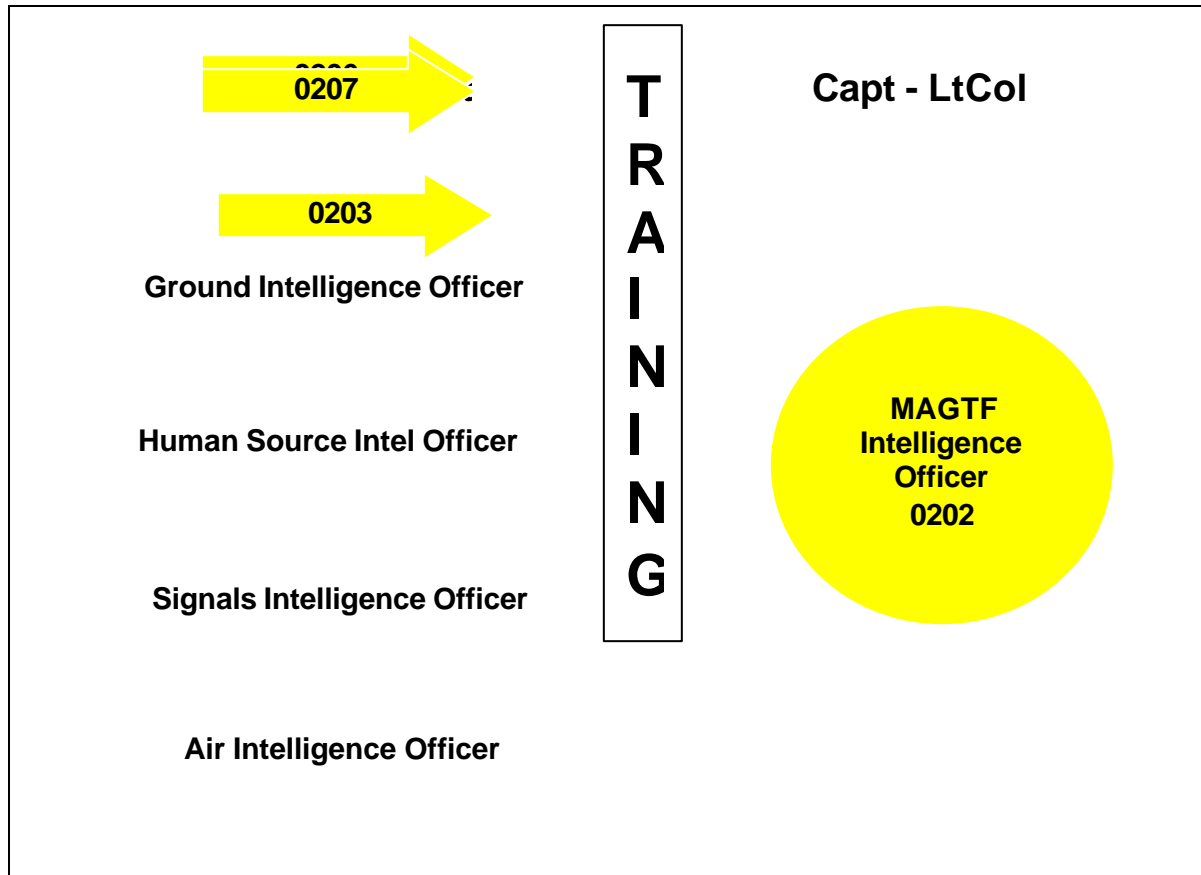 0207
Capt - LtCol
0203
Ground Intelligence Officer
Human Source Intel Officer
Signals Intelligence Officer
Air Intelligence Officer
T
R
A
I
N
I
N
G
MAGTF
Intelligence
Officer
0202